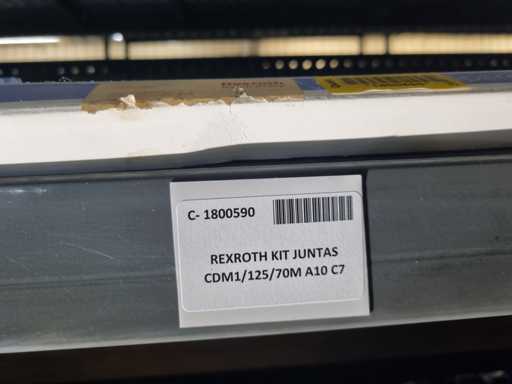 C- 1800590
REXROTH KIT JUNTAS
CDM1/125/70M A10 C7